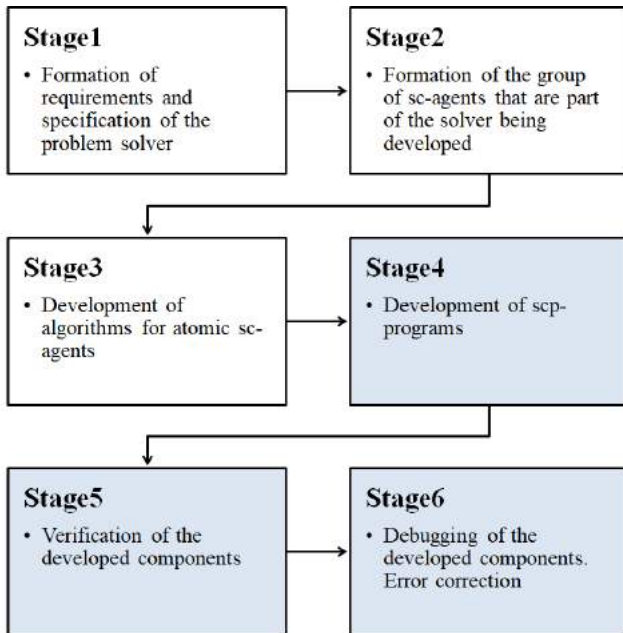 Stage1
• Formation of
requirements and
specification of the
problem solver
Stage2
• Formation of the group
of sc-agents that are part
of the solver being
developed
Stage3
• Development of
algorithms for atomic sc-
agents
Stage4
• Development of scp-
programs
Stage5
• Verification of the
developed components
Stage6
• Debugging of the
developed components.
Error correction